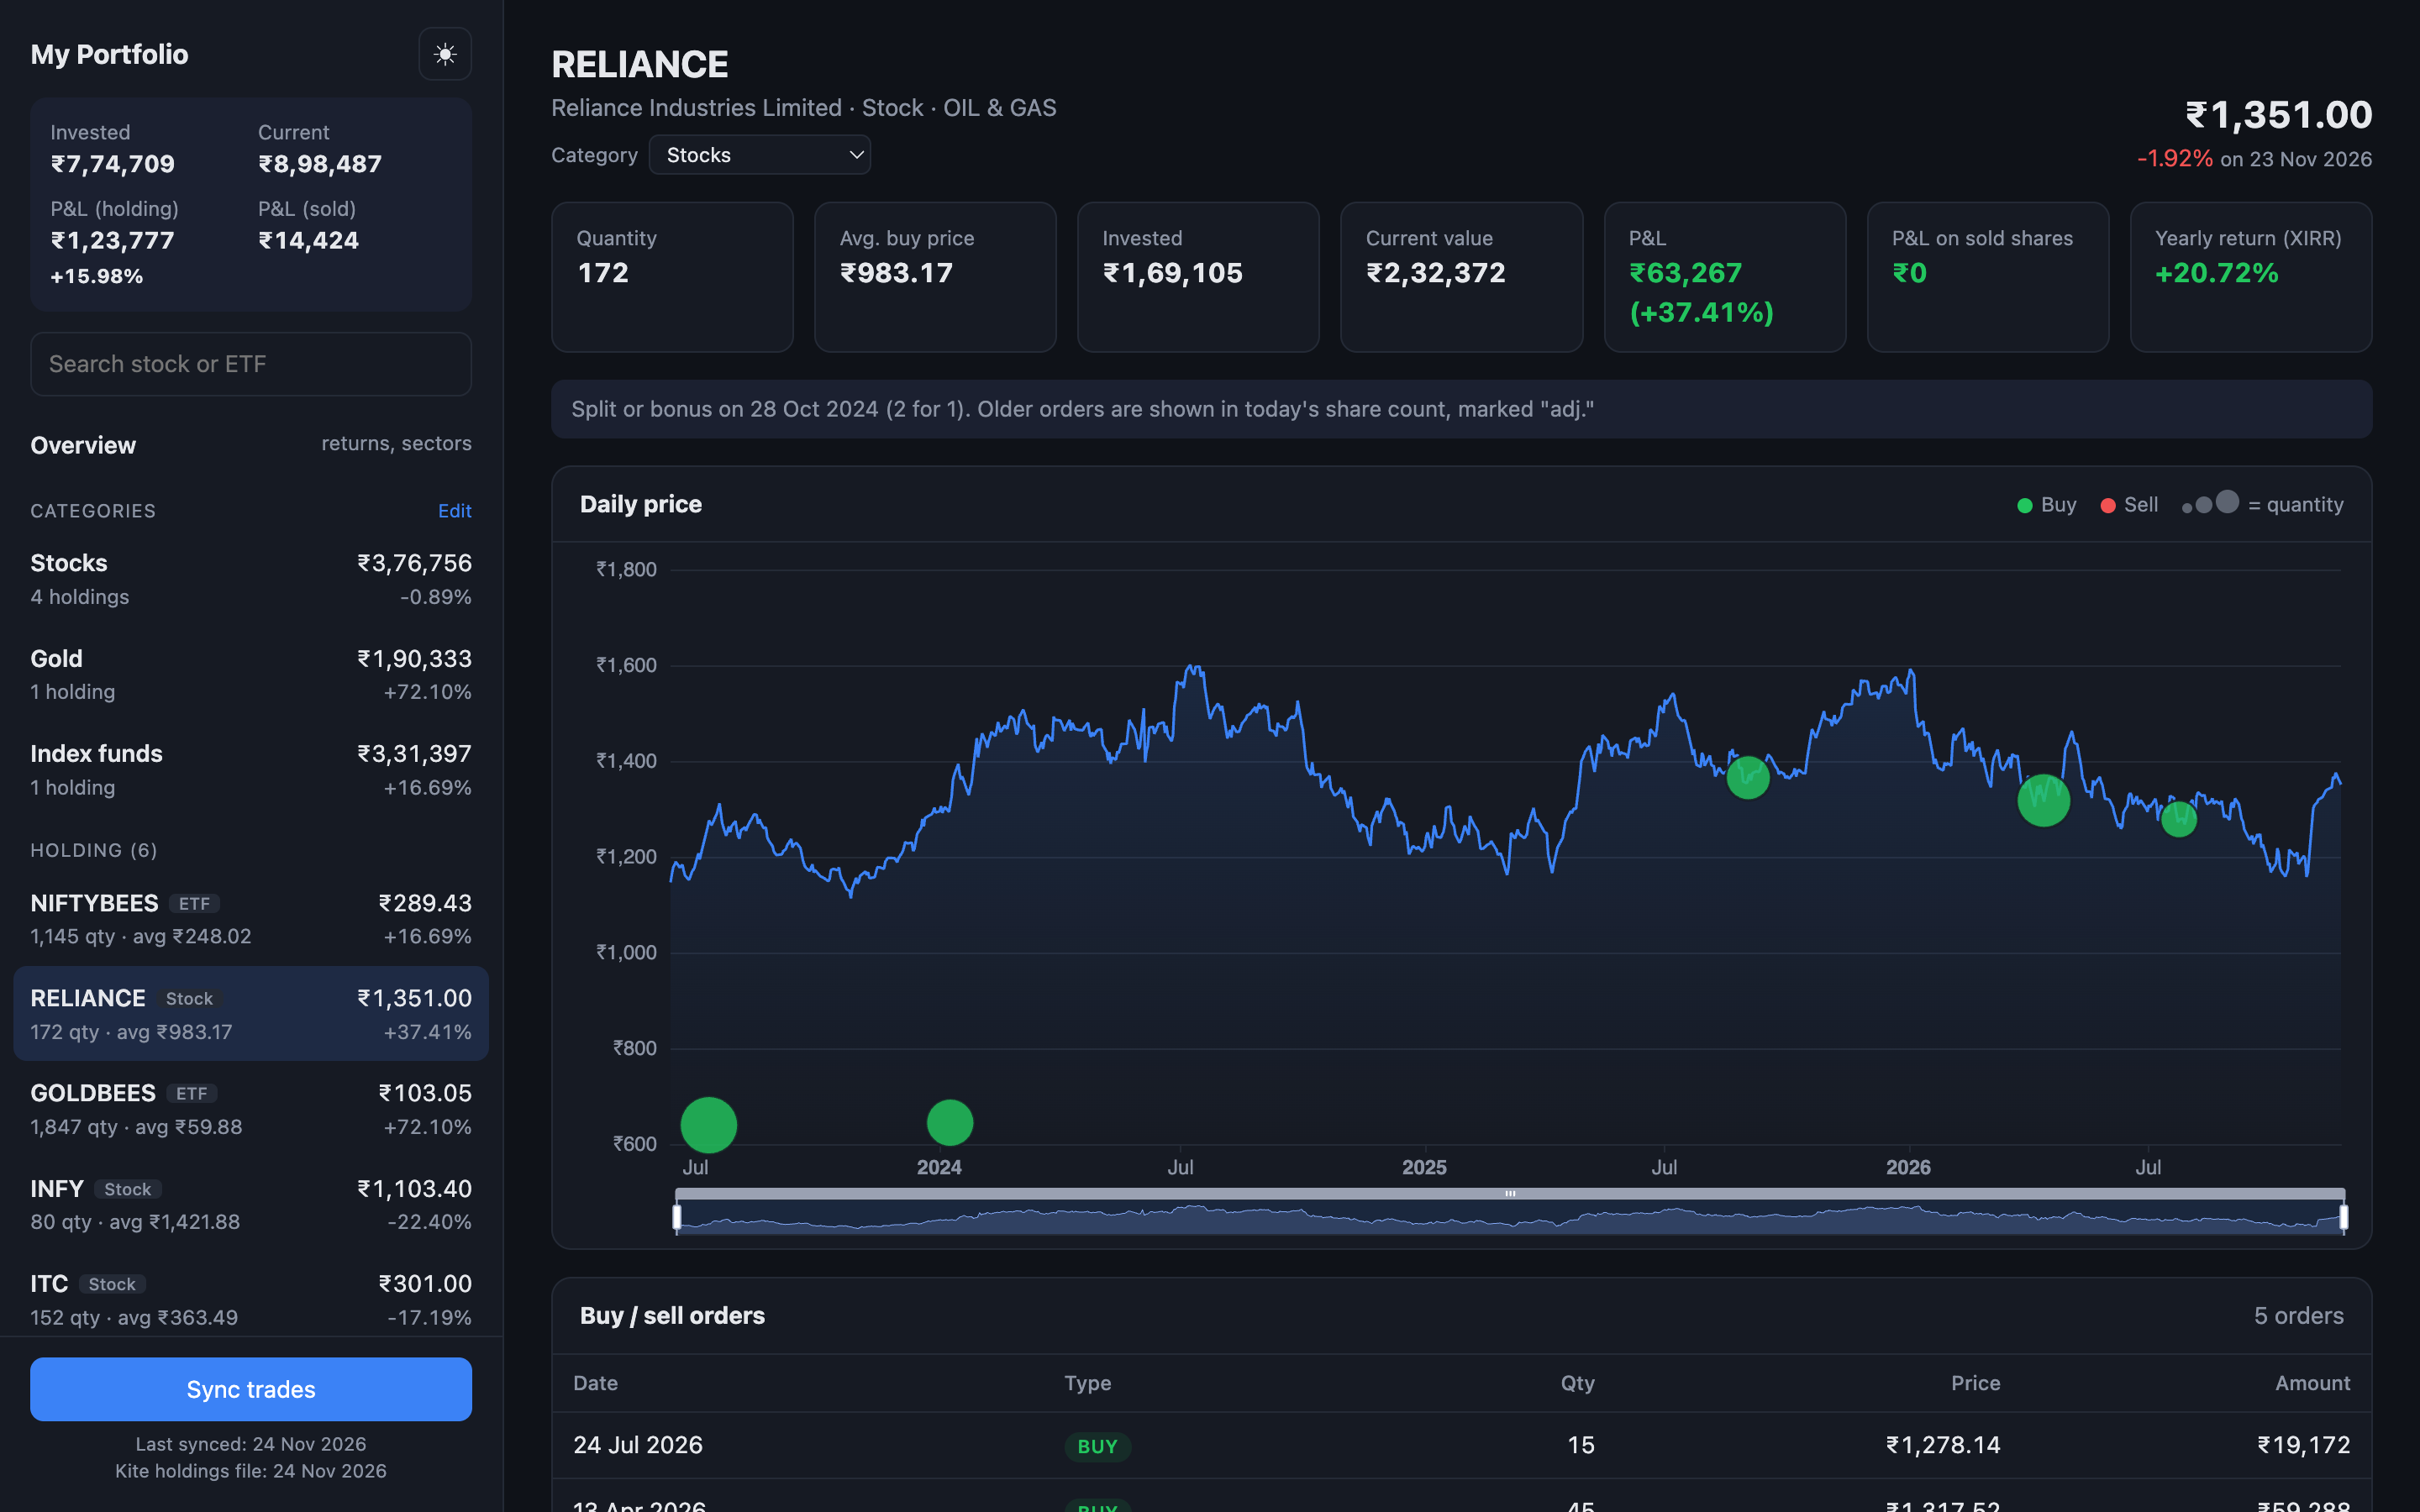 My Portfolio
Invested Current
₹7,74,709 ₹8,98,487
P&L (holding) P&L (sold)
₹1,23,777 ₹14,424
+15.98%
Search stock or ETF
Overview returns, sectors
CATEGORIES Edit
Stocks ₹3,76,756
4 holdings -0.89%
Gold ₹1,90,333
1 holding +72.10%
Index funds ₹3,31,397
1 holding +16.69%
HOLDING (6)
NIFTYBEES ETF ₹289.43
1,145 qty · avg ₹248.02 +16.69%
RELIANCE Stock ₹1,351.00
172 qty · avg ₹983.17 +37.41%
GOLDBEES ETF ₹103.05
1,847 qty · avg ₹59.88 +72.10%
INFY Stock ₹1,103.40
80 qty · avg ₹1,421.88 -22.40%
ITC Stock ₹301.00
152 qty · avg ₹363.49 -17.19%
Sync trades
Last synced: 24 Nov 2026
Kite holdings file: 24 Nov 2026
RELIANCE
Reliance Industries Limited · Stock · OIL & GAS
Category Stocks
₹1,351.00
-1.92% on 23 Nov 2026
Quantity
172
Avg. buy price
₹983.17
Invested
₹1,69,105
Current value
₹2,32,372
P&L
₹63,267
(+37.41%)
P&L on sold shares
₹0
Yearly return (XIRR)
+20.72%
Split or bonus on 28 Oct 2024 (2 for 1). Older orders are shown in today's share count, marked "adj."
Daily price
Buy Sell = quantity
₹1,800
₹1,600
₹1,400
₹1,200
₹1,000
₹800
₹600
Jul 2024 Jul 2025 Jul 2026 Jul
Buy / sell orders 5 orders
Date Type Qty Price Amount
24 Jul 2026 BUY 15 ₹1,278.14 ₹19,172
13 Apr 2026 BUY 45 ₹1,317.52 ₹59,288